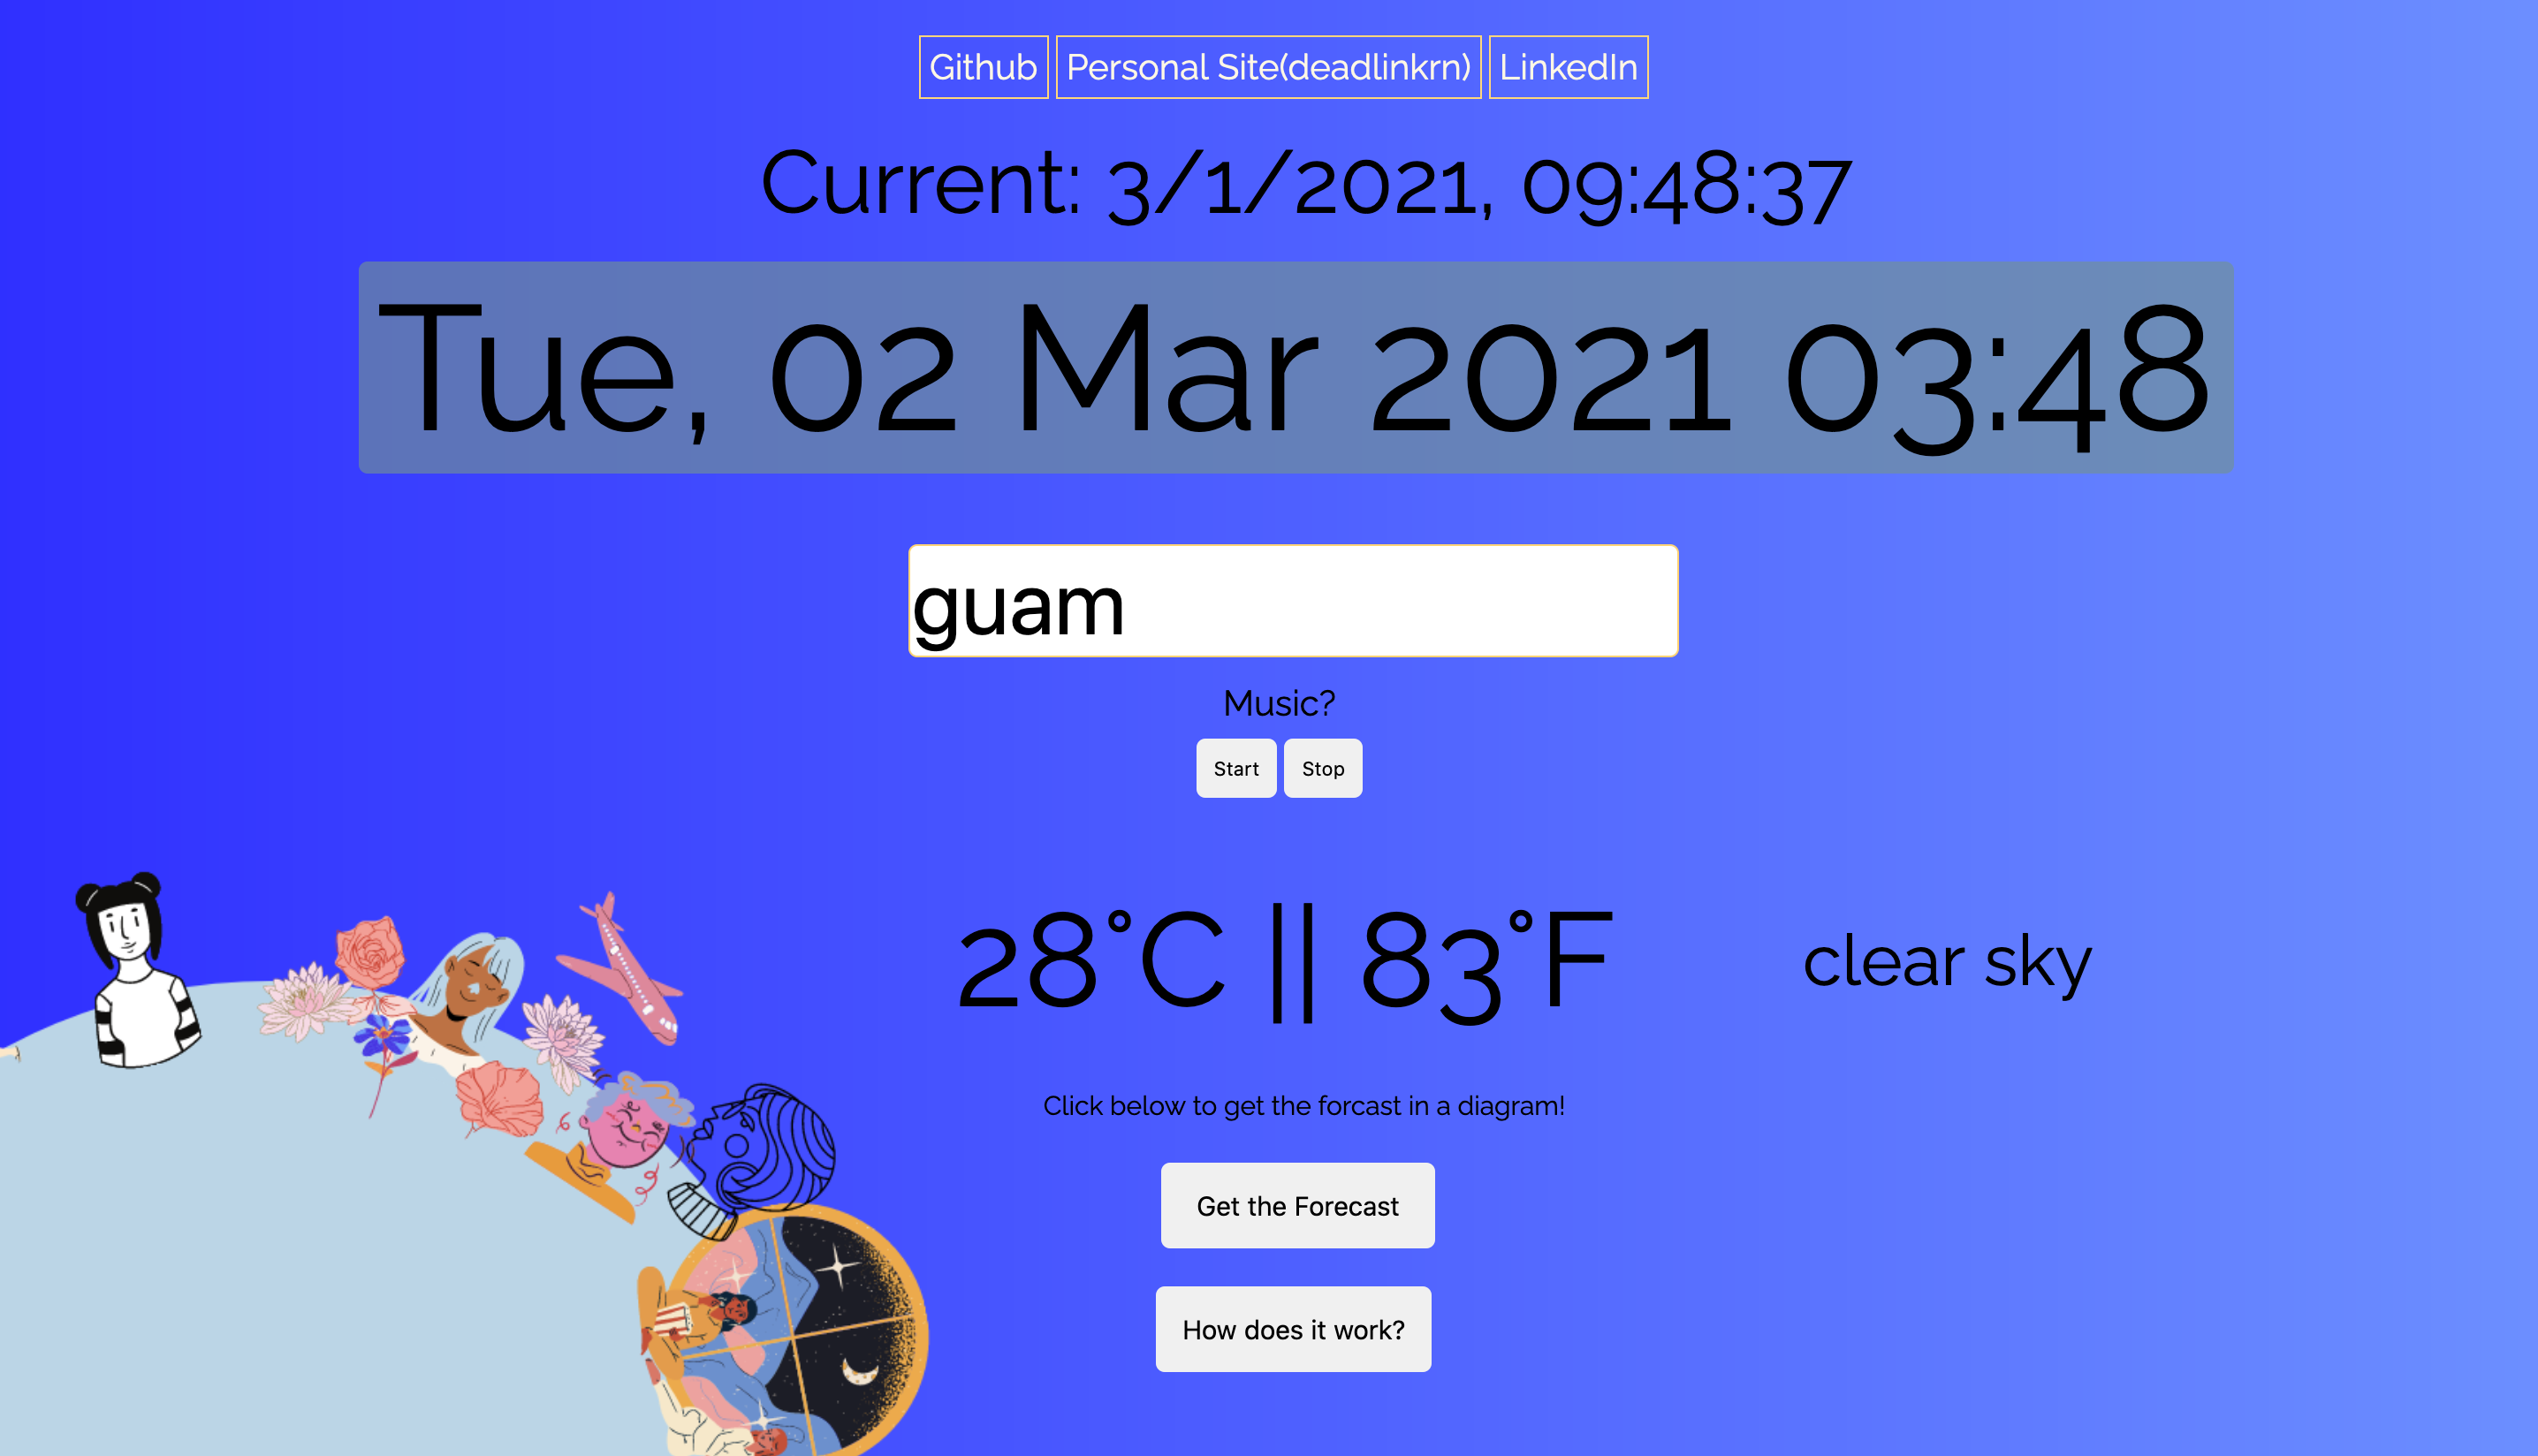 Github Personal Site(deadlinkrn) LinkedIn
Current: 3/1/2021, 09:48:37
Tue, 02 Mar 2021 03:48
guam
Music?
Start Stop
28°C || 83°F clear sky
Click below to get the forcast in a diagram!
Get the Forecast
How does it work?